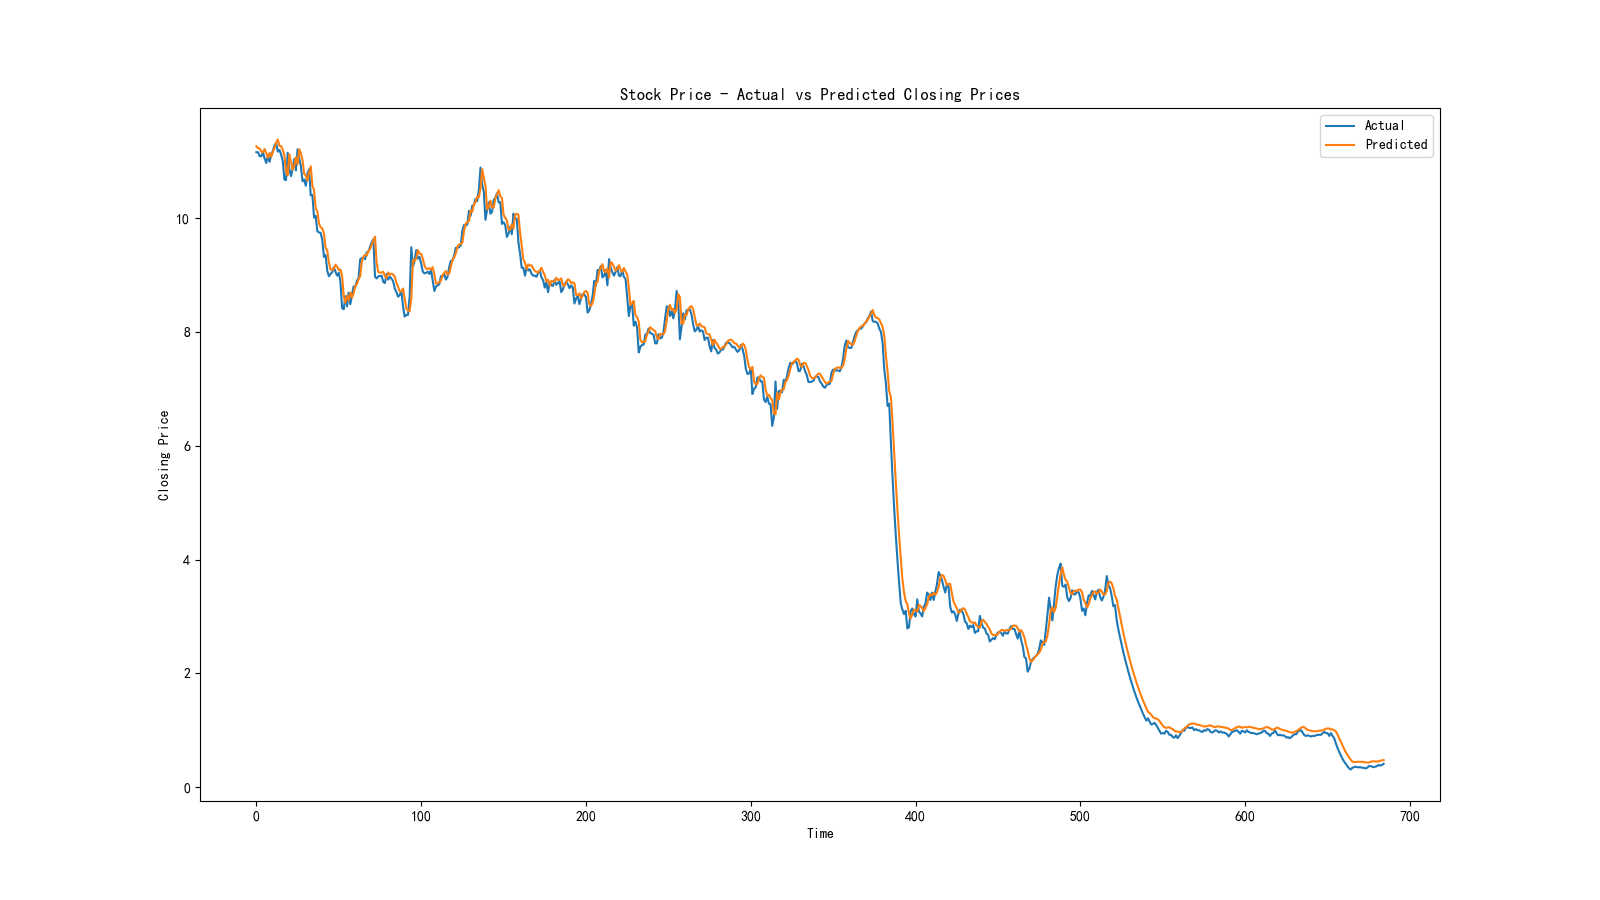 Stock Price - Actual vs Predicted Closing Prices
Actual
Predicted
Closing Price
10
8
6
4
2
0
0 100 200 300 400 500 600 700
Time